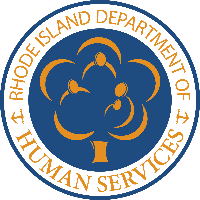 RHODE ISLAND DEPARTMENT OF
HUMAN SERVICES